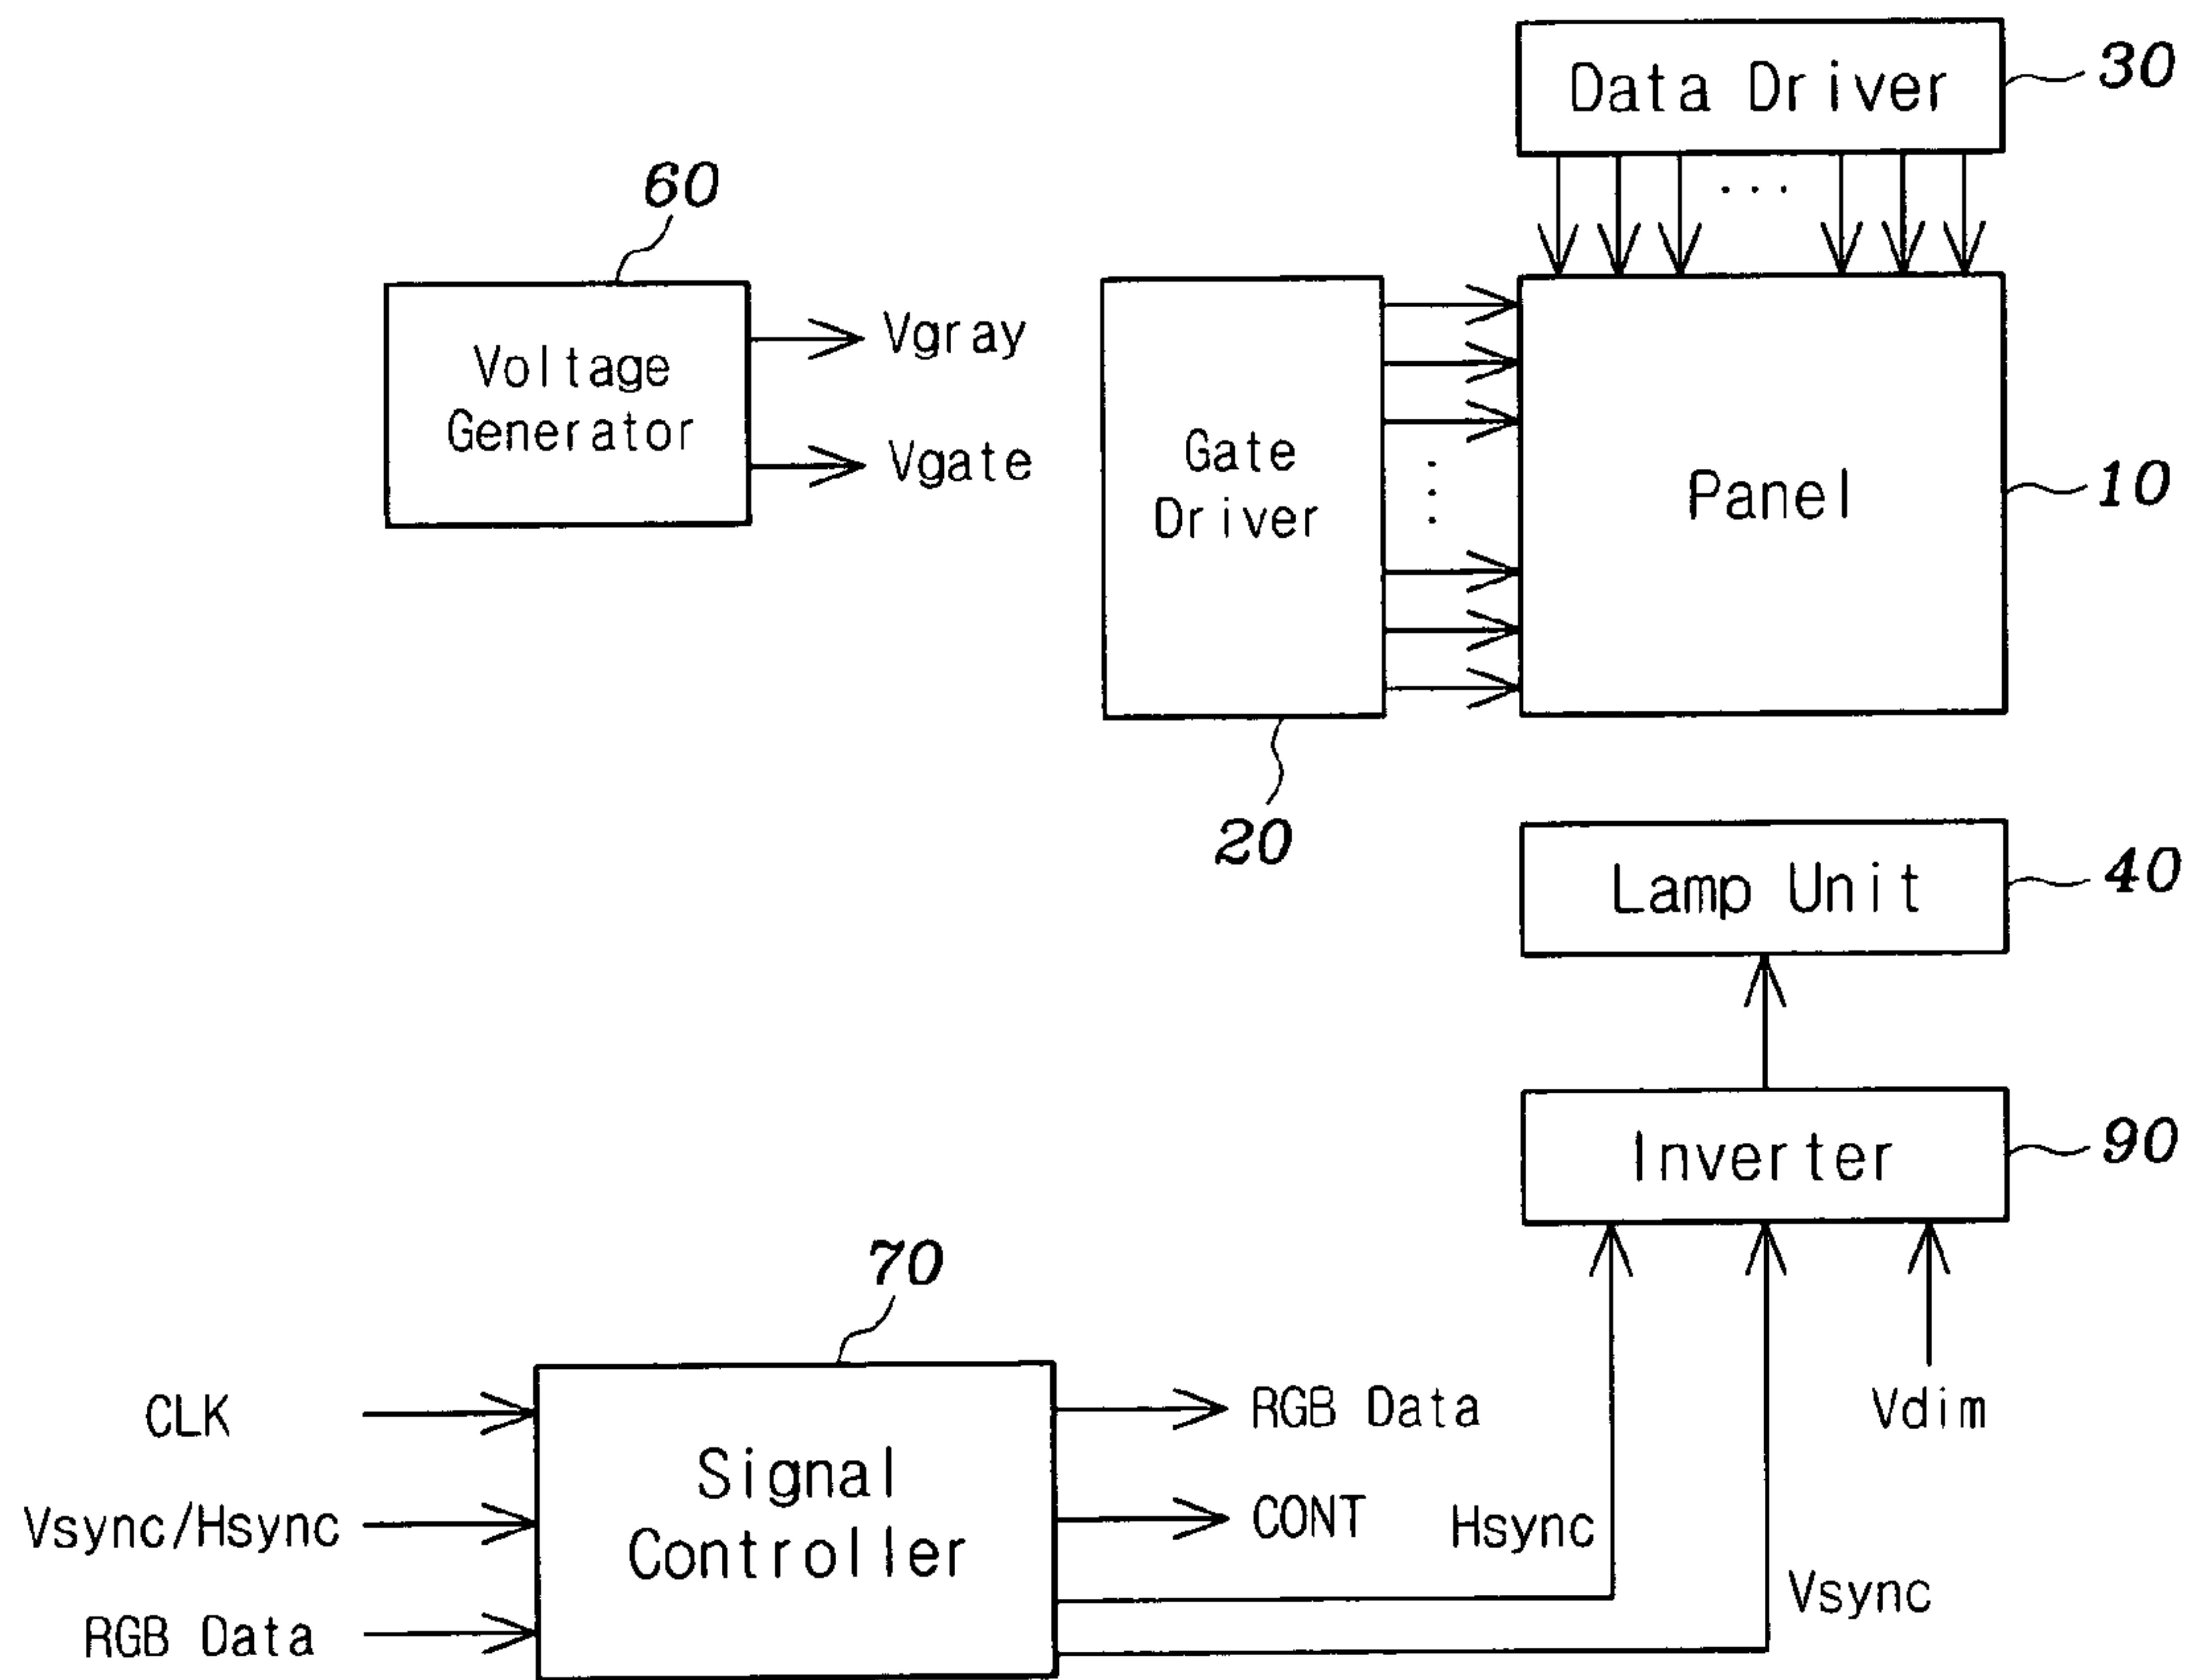 Data Driver
30
60
Voltage
Generator
Vgray
Vgate
Gate
Driver
20
Panel
10
Lamp Unit
40
Inverter
90
70
CLK
Vsync/Hsync
RGB Data
Signal
Controller
RGB Data
CONT
Hsync
Vsync
Vdim